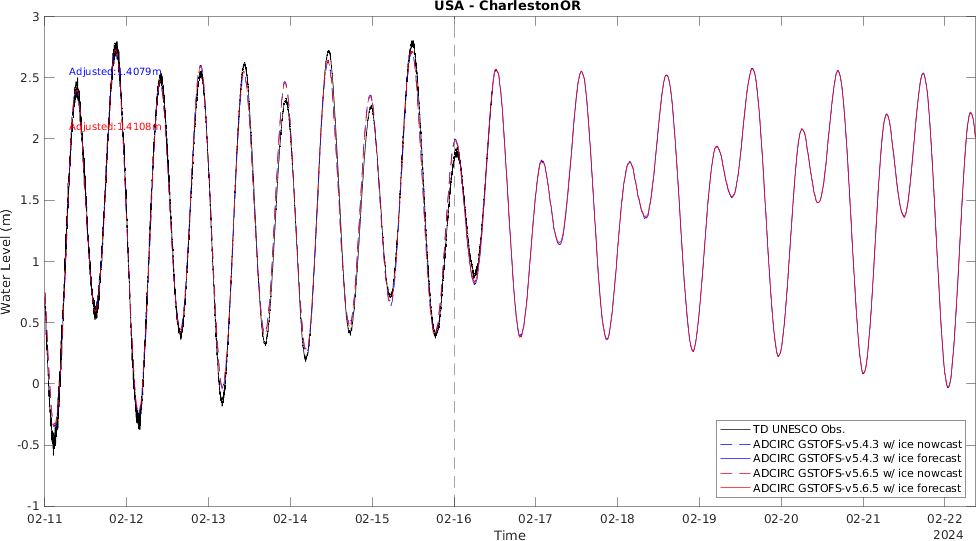 USA - CharlestonOR
3
2.5
2
1.5
1
0.5
0
-0.5
-1
Water Level (m)
Adjusted:1.4079m
Adjusted:1.4108m
TD UNESCO Obs.
ADCIRC GSTOFS-v5.4.3 w/ ice nowcast
ADCIRC GSTOFS-v5.4.3 w/ ice forecast
ADCIRC GSTOFS-v5.6.5 w/ ice nowcast
ADCIRC GSTOFS-v5.6.5 w/ ice forecast
02-11 02-12 02-13 02-14 02-15 02-16 02-17 02-18 02-19 02-20 02-21 02-22
2024
Time